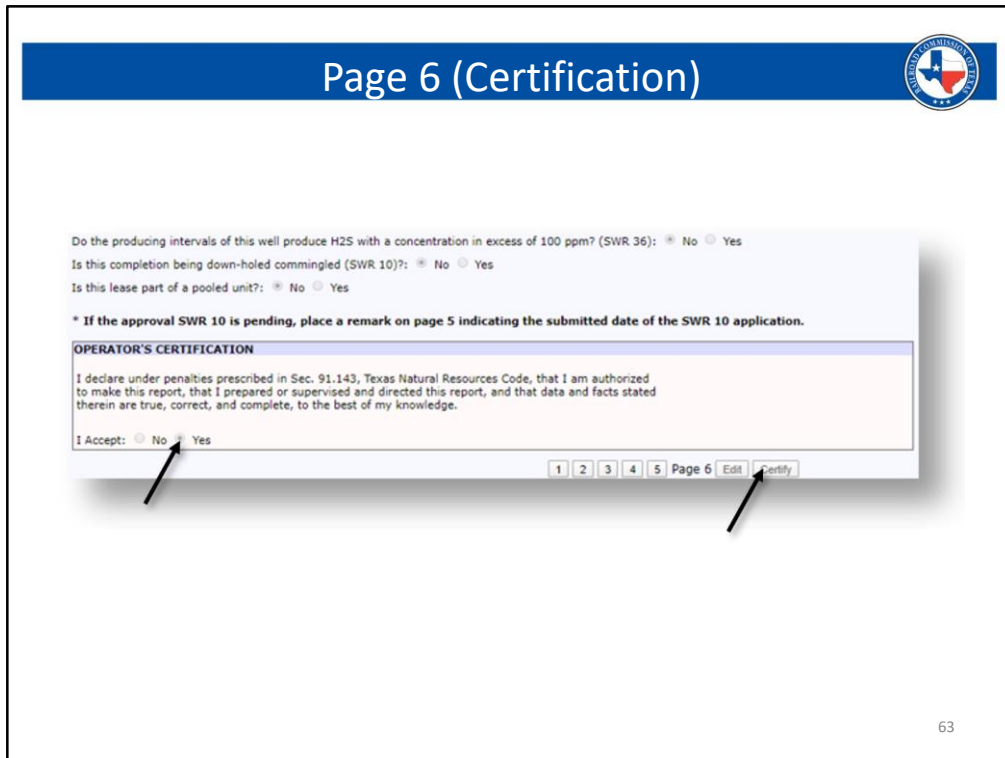 Page 6 (Certification)
RAILROAD COMMISSION OF TEXAS
Do the producing intervals of this well produce H2S with a concentration in excess of 100 ppm? (SWR 36): No Yes
Is this completion being down-holed commingled (SWR 10)?: No Yes
Is this lease part of a pooled unit?: No Yes
* If the approval SWR 10 is pending, place a remark on page 5 indicating the submitted date of the SWR 10 application.
OPERATOR'S CERTIFICATION
I declare under penalties prescribed in Sec. 91.143, Texas Natural Resources Code, that I am authorized
to make this report, that I prepared or supervised and directed this report, and that data and facts stated
therein are true, correct, and complete, to the best of my knowledge.
I Accept: No Yes
1 2 3 4 5 Page 6 Edit Certify
63